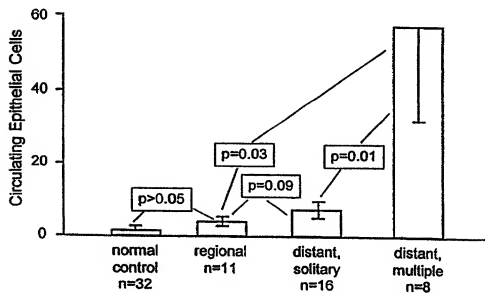 Circulating Epithelial Cells
60
40
20
0
p=0.03
p=0.01
p=0.09
p>0.05
normal
control
n=32
regional
n=11
distant,
solitary
n=16
distant,
multiple
n=8